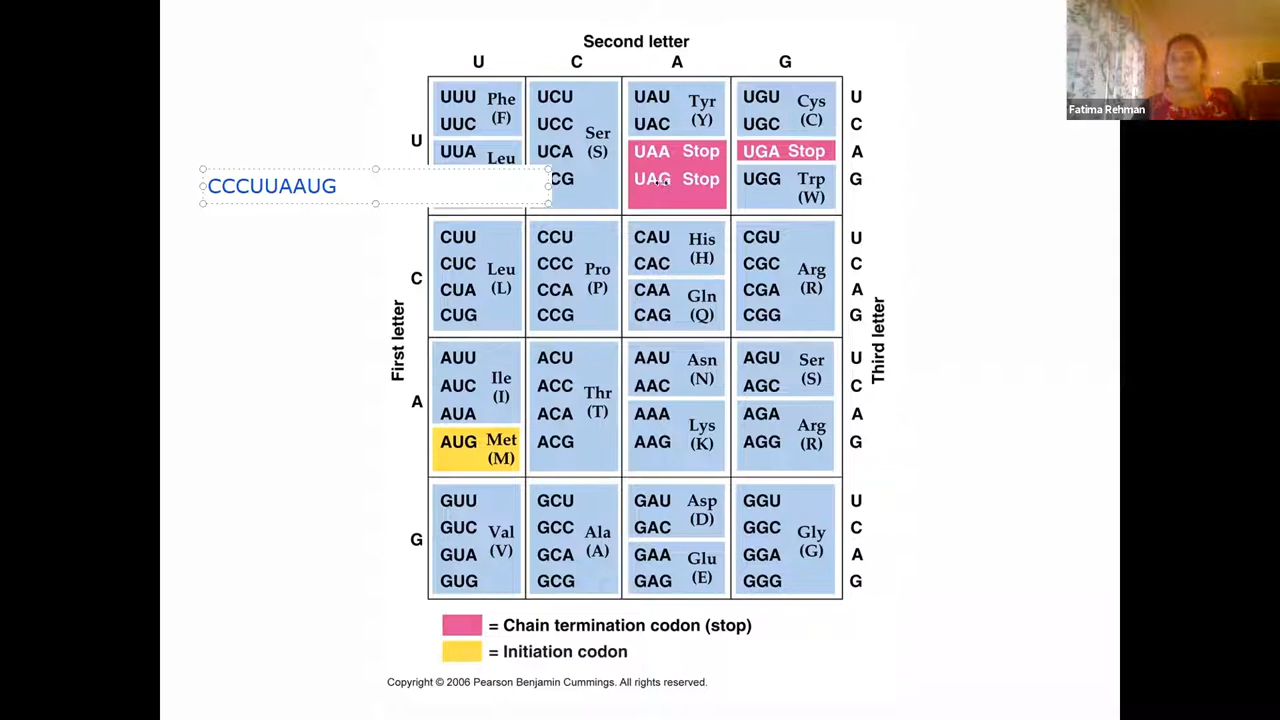 Second letter
U C A G
UUU Phe UCU UAU Tyr UGU Cys U
UUC (F) UCC Ser UAC (Y) UGC (C) C
U UUA Leu UCA (S) UAA Stop UGA Stop A
CCCUUAAUG CG UAG Stop UGG Trp G
(W)
CUU CCU CAU His CGU U
C CUC Leu CCC Pro CAC (H) CGC Arg C
CUA (L) CCA (P) CAA Gln CGA (R) A
CUG CCG CAG (Q) CGG G
AUU ACU AAU Asn AGU Ser U
A AUC Ile ACC Thr AAC (N) AGC (S) C
AUA (I) ACA (T) AAA Lys AGA Arg A
AUG Met ACG AAG (K) AGG (R) G
(M)
GUU GCU GAU Asp GGU U
G GUC Val GCC Ala GAC (D) GGC Gly C
GUA (V) GCA (A) GAA Glu GGA (G) A
GUG GCG GAG (E) GGG G
First letter
Third letter
= Chain termination codon (stop)
= Initiation codon
Copyright © 2006 Pearson Benjamin Cummings. All rights reserved.
Fatima Rehman